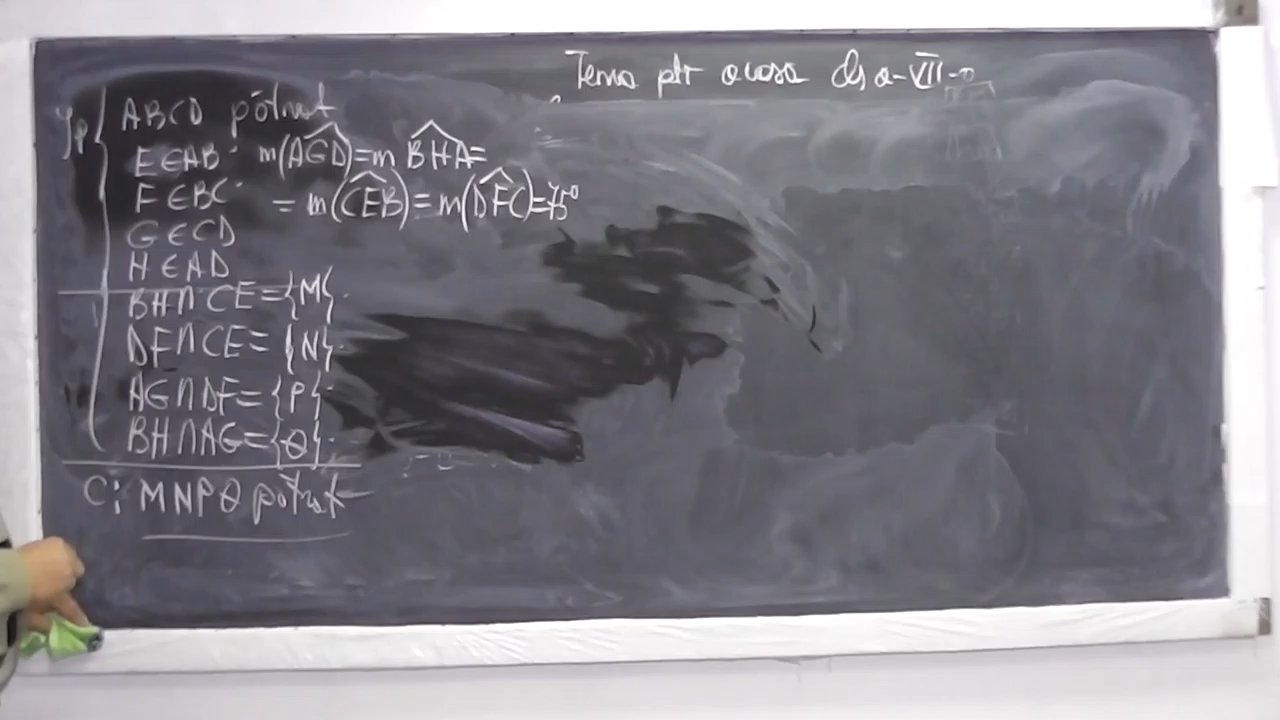 Tema ptr acasa cls a-VII-a
Ip { ABCD pătrat
E∈AB m(AGD)=m BHA=
F∈BC = m(CEB)=m(DFC)=75°
G∈CD
H∈AD
BH∩CE={M}
DF∩CE={N}
AG∩DF={P}
BH∩AG={Q}
C: MNPQ pătrat